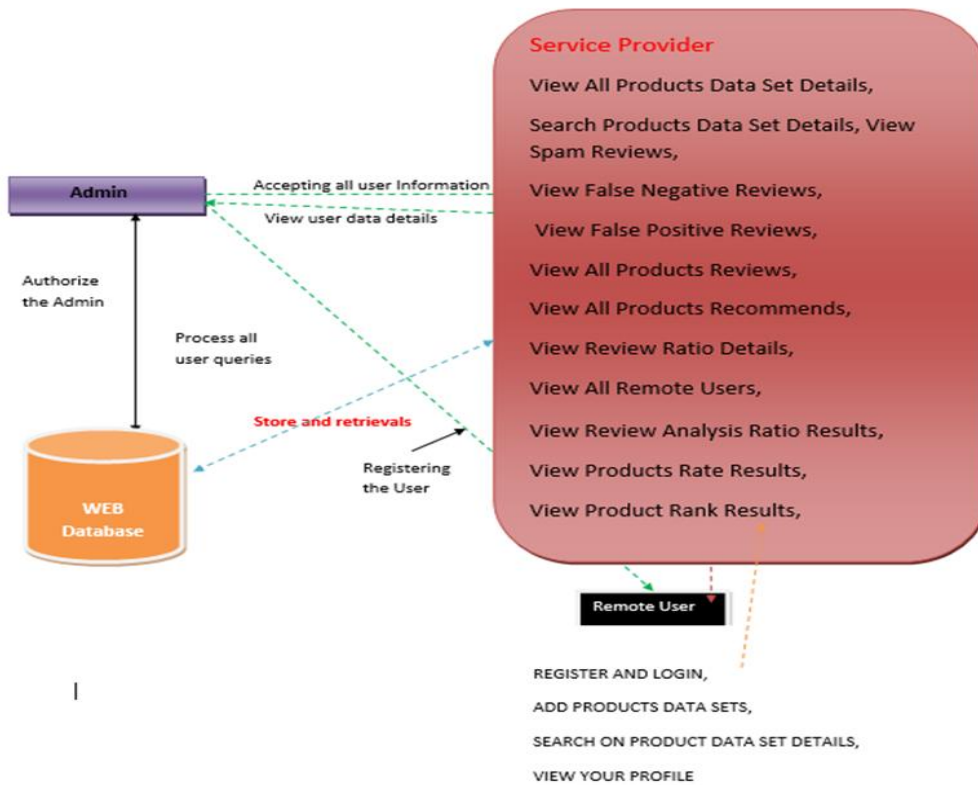 Service Provider
View All Products Data Set Details,
Search Products Data Set Details, View
Spam Reviews,
View False Negative Reviews,
View False Positive Reviews,
View All Products Reviews,
View All Products Recommends,
View Review Ratio Details,
View All Remote Users,
View Review Analysis Ratio Results,
View Products Rate Results,
View Product Rank Results,
Admin
Accepting all user Information
View user data details
Authorize
the Admin
Process all
user queries
Store and retrievals
Registering
the User
WEB
Database
Remote User
REGISTER AND LOGIN,
ADD PRODUCTS DATA SETS,
SEARCH ON PRODUCT DATA SET DETAILS,
VIEW YOUR PROFILE